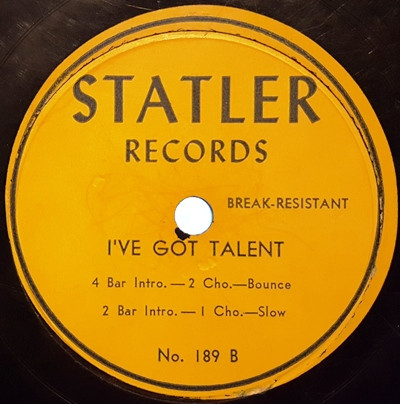 STATLER
RECORDS
BREAK-RESISTANT
I'VE GOT TALENT
4 Bar Intro.—2 Cho.—Bounce
2 Bar Intro.—1 Cho.—Slow
No. 189 B